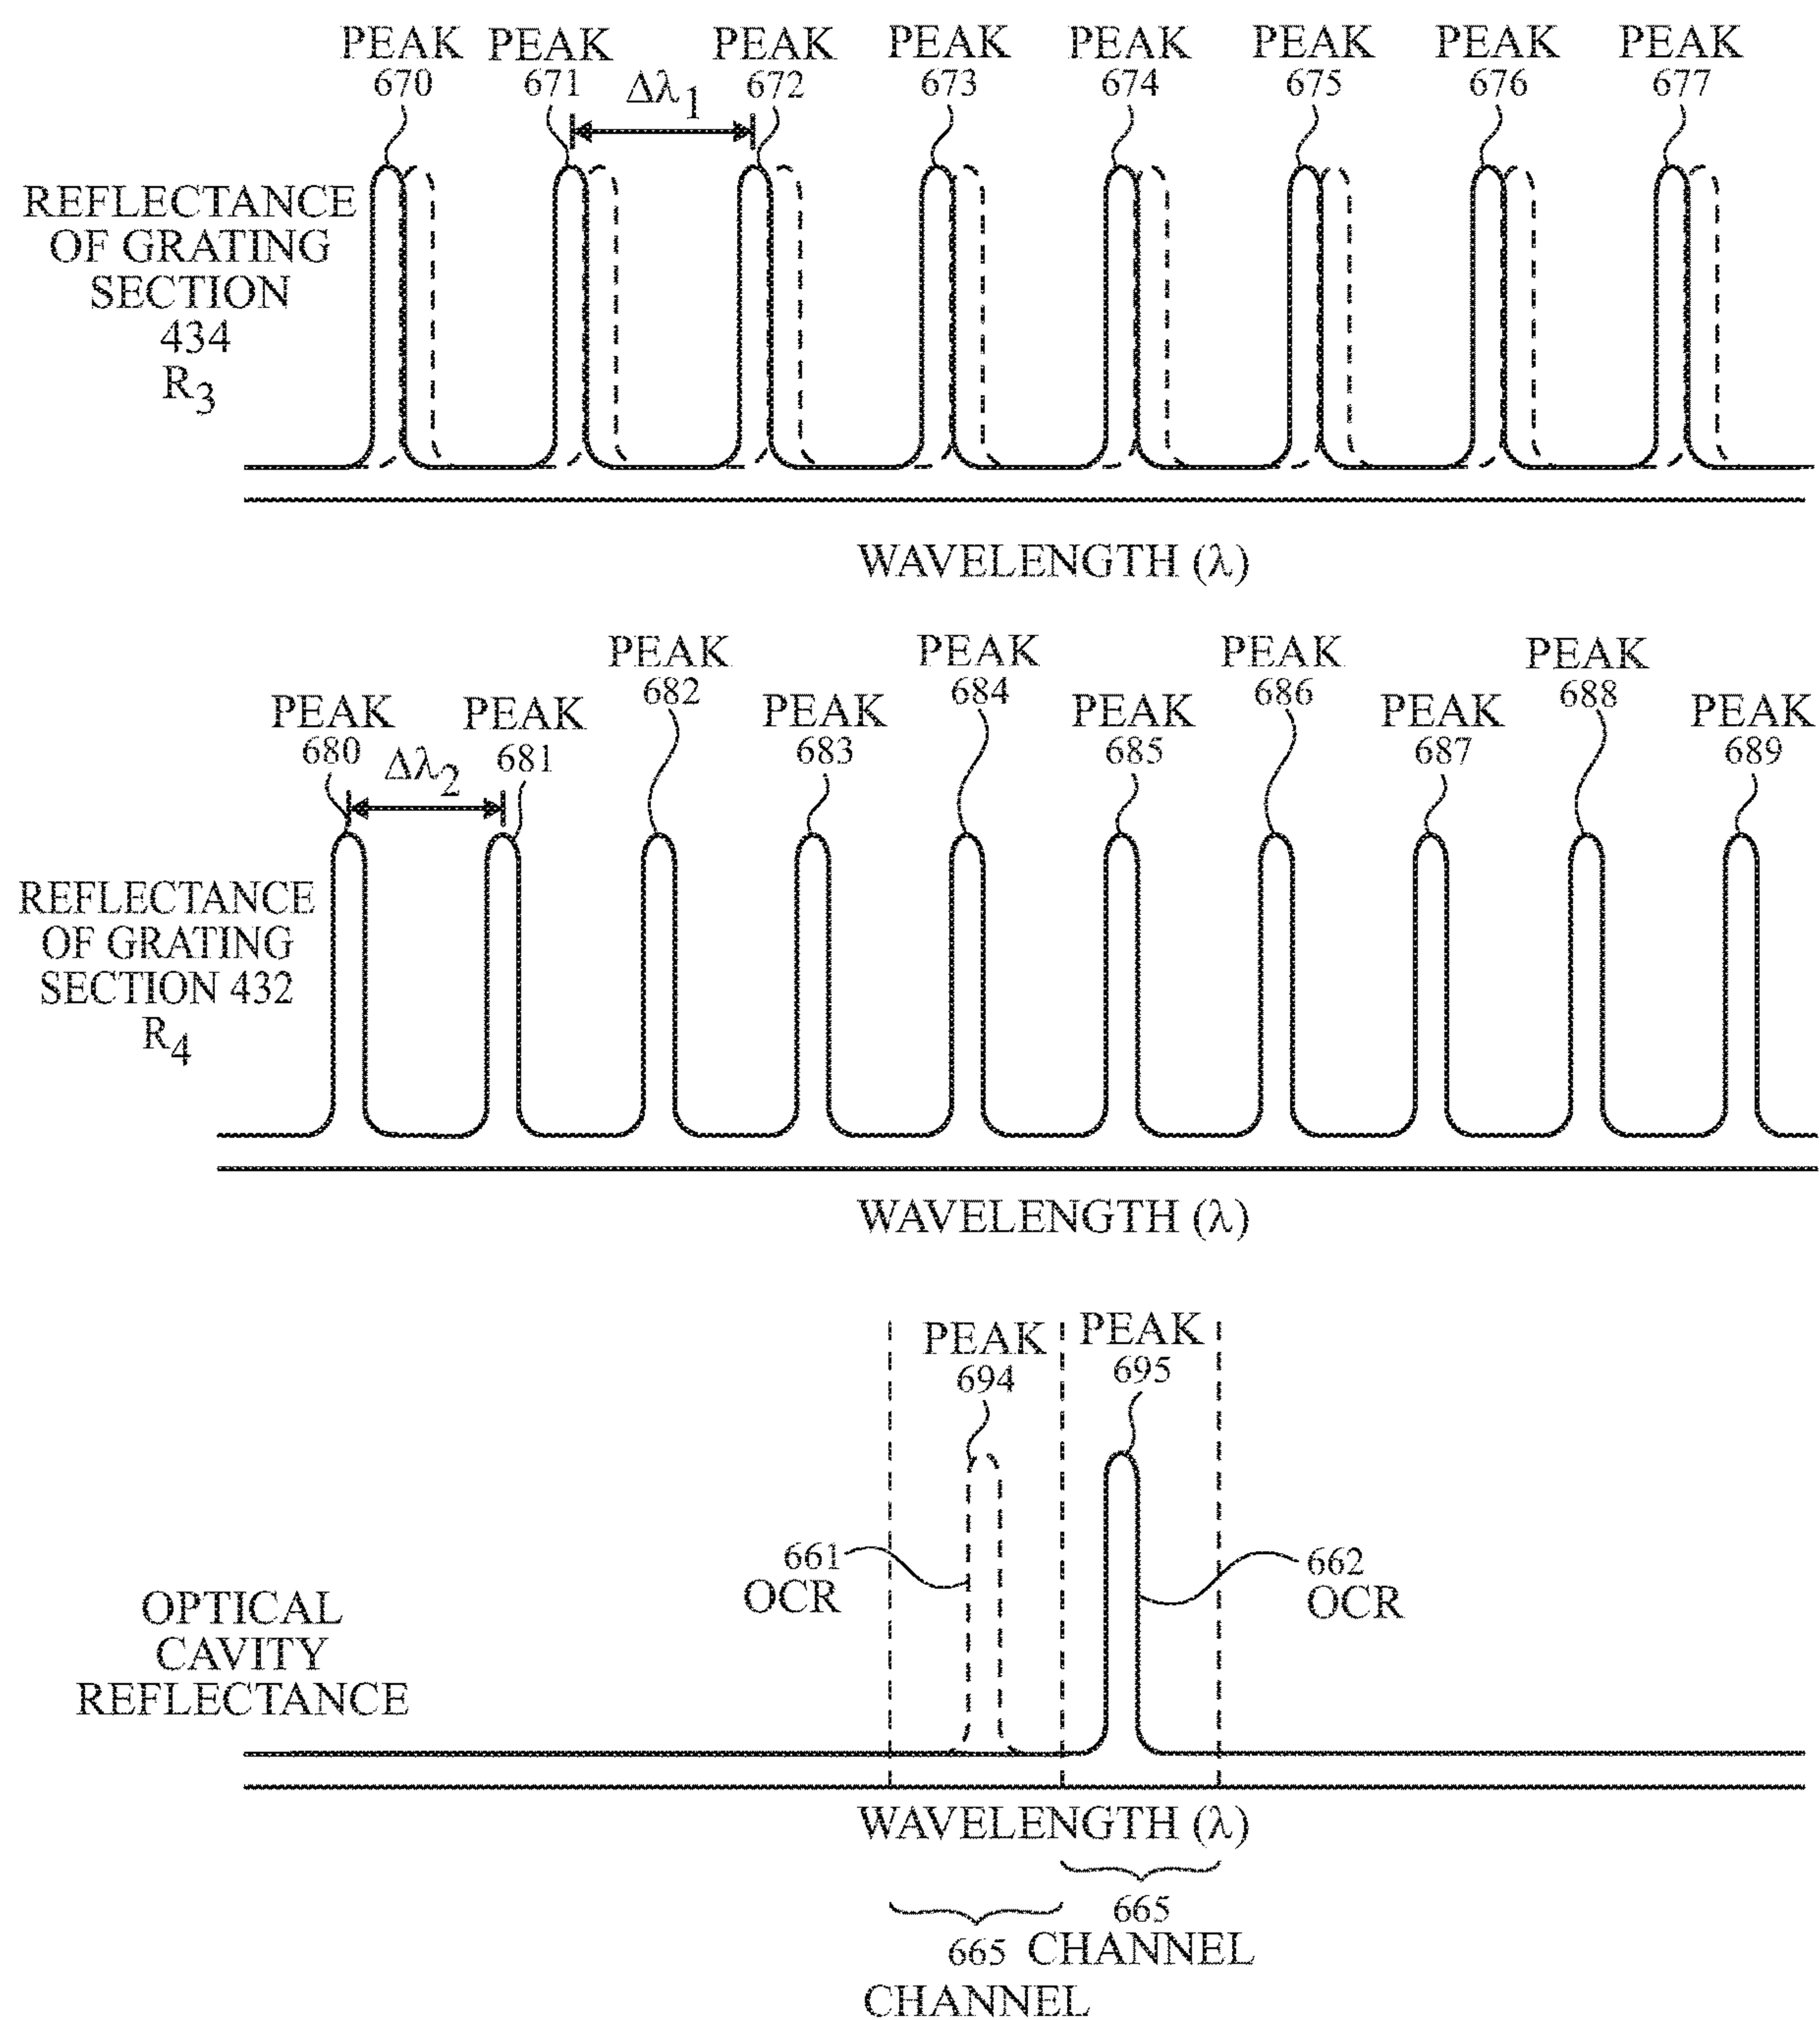 PEAK 670
PEAK 671
Δλ1
PEAK 672
PEAK 673
PEAK 674
PEAK 675
PEAK 676
PEAK 677
REFLECTANCE
OF GRATING
SECTION
434
R3
WAVELENGTH (λ)
PEAK 680
Δλ2
PEAK 681
PEAK 682
PEAK 683
PEAK 684
PEAK 685
PEAK 686
PEAK 687
PEAK 688
PEAK 689
REFLECTANCE
OF GRATING
SECTION 432
R4
WAVELENGTH (λ)
PEAK 694
PEAK 695
661
OCR
662
OCR
OPTICAL
CAVITY
REFLECTANCE
WAVELENGTH (λ)
665
CHANNEL
665
CHANNEL